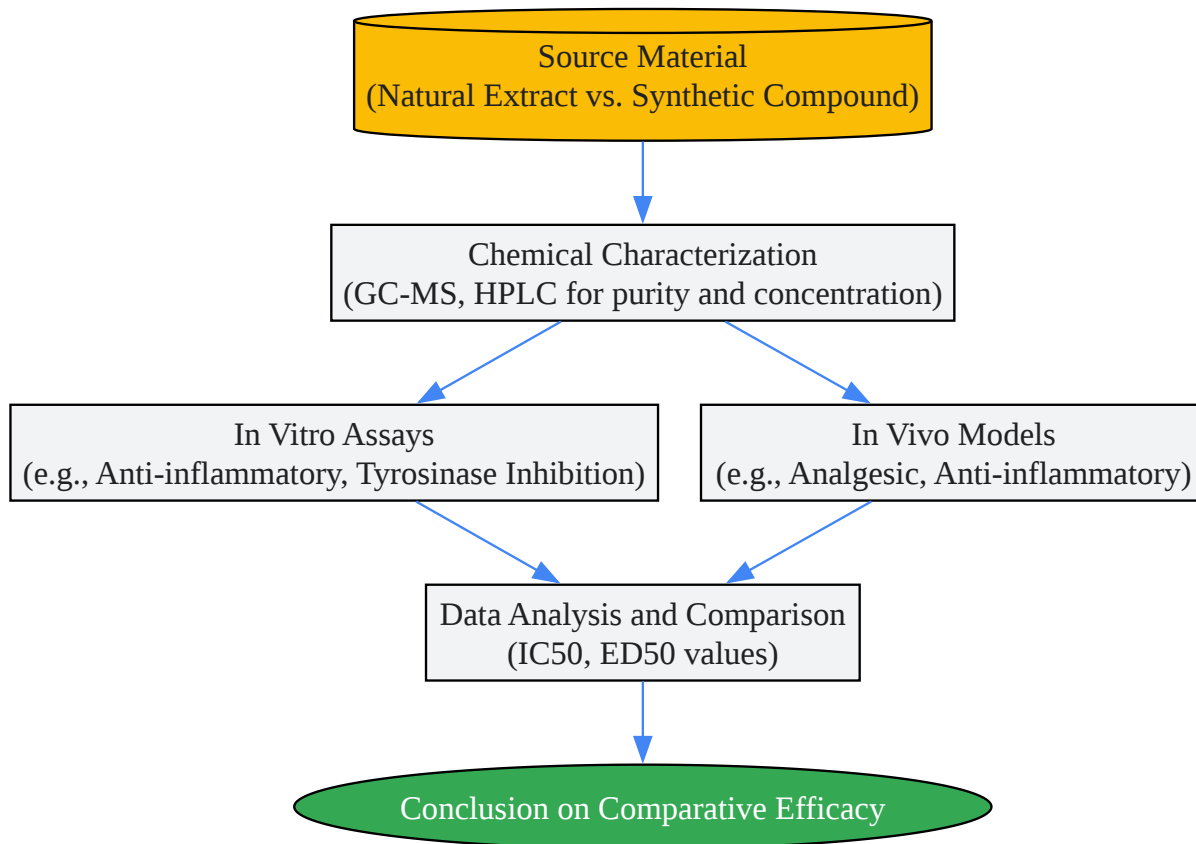 Source Material
(Natural Extract vs. Synthetic Compound)
Chemical Characterization
(GC-MS, HPLC for purity and concentration)
In Vitro Assays
(e.g., Anti-inflammatory, Tyrosinase Inhibition)
In Vivo Models
(e.g., Analgesic, Anti-inflammatory)
Data Analysis and Comparison
(IC50, ED50 values)
Conclusion on Comparative Efficacy